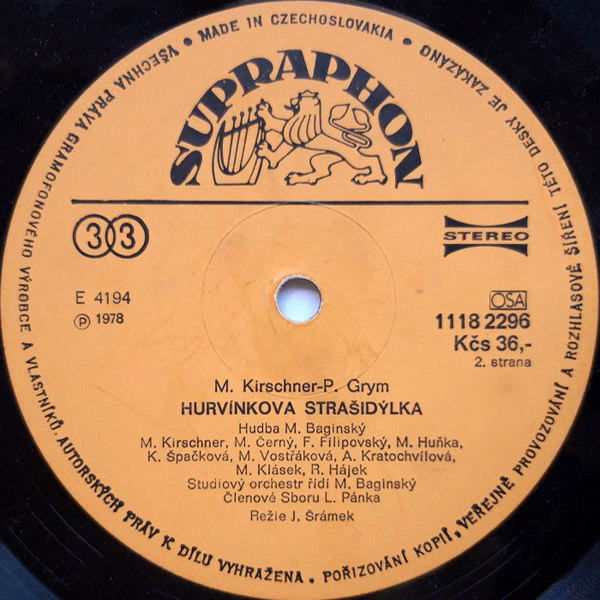 VŠECHNA PRÁVA GRAMOFONOVÉHO VÝROBCE A VLASTNÍKŮ. AUTORSKÝCH PRÁV K DÍLU VYHRAŽENA • POŘIZOVÁNÍ KOPIÍ, VEŘEJNÉ PROVOZOVÁNÍ A ROZHLASOVÉ ŠÍŘENÍ TÉTO DESKY JE ZAKÁZÁNO • MADE IN CZECHOSLOVAKIA •
SUPRAPHON
33
STEREO
E 4194
Ⓟ 1978
OSA
1118 2296
Kčs 36,-
2. strana
M. Kirschner-P. Grym
HURVÍNKOVA STRAŠIDÝLKA
Hudba M. Baginský
M. Kirschner, M. Černý, F. Filipovský, M. Huňka,
K. Špačková, M. Vostřáková, A. Kratochvílová,
M. Klásek, R. Hájek
Studiový orchestr řídí M. Baginský
Členové Sboru L. Pánka
Režie J. Šrámek